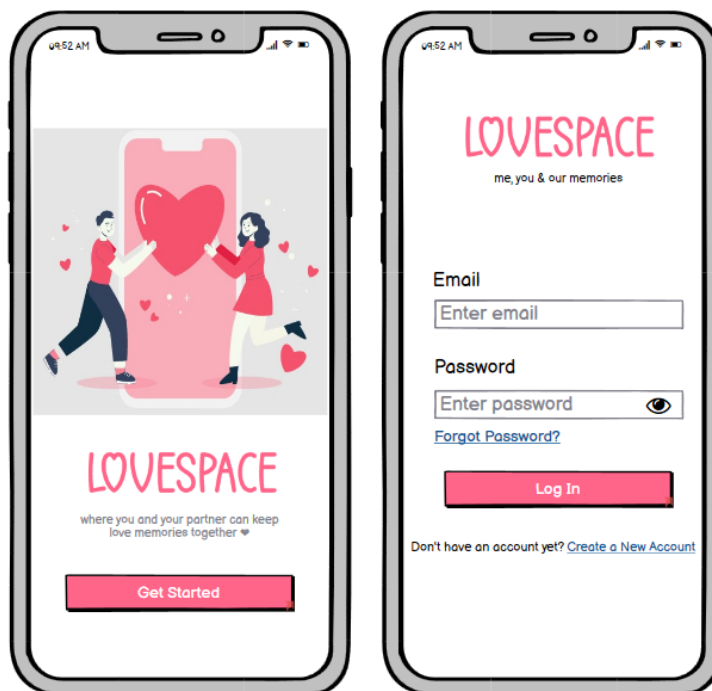 09:52 AM
LOVESPACE
where you and your partner can keep
love memories together ❤
Get Started
09:52 AM
LOVESPACE
me, you & our memories
Email
Enter email
Password
Enter password
Forgot Password?
Log In
Don't have an account yet? Create a New Account